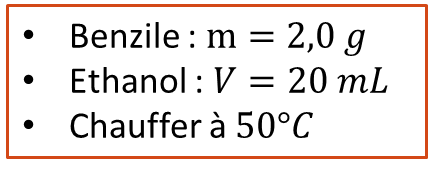 • Benzile : m = 2,0 g
• Ethanol : V = 20 mL
• Chauffer à 50°C